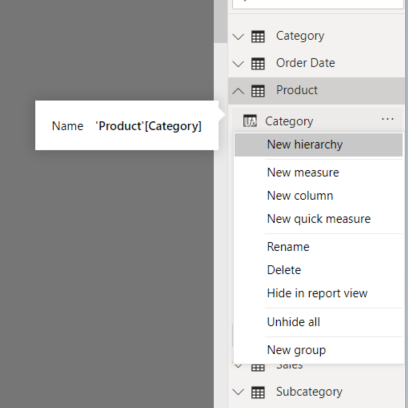 Category
Order Date
Product
Name 'Product'[Category]
Category ...
New hierarchy
New measure
New column
New quick measure
Rename
Delete
Hide in report view
Unhide all
New group
Sales
Subcategory